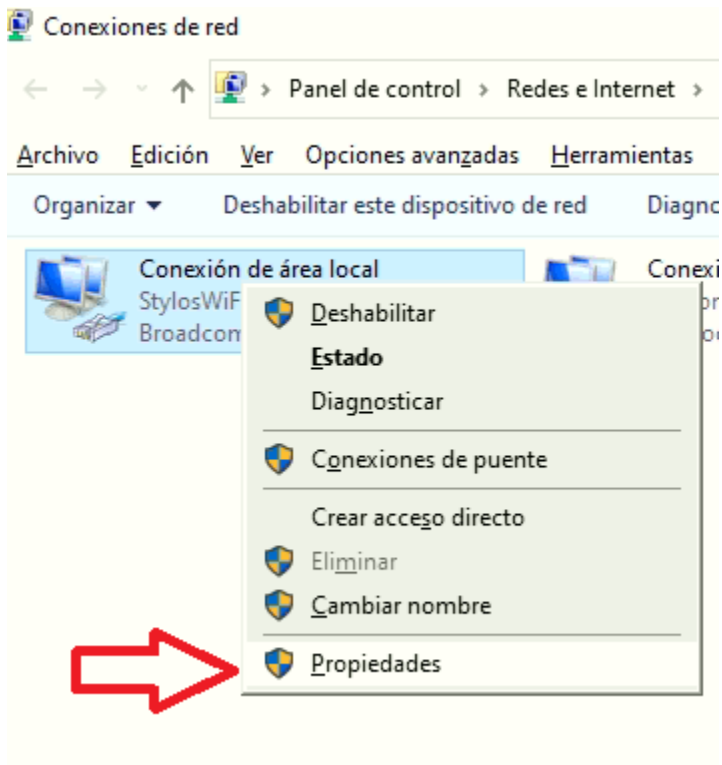 Conexiones de red
Panel de control > Redes e Internet >
Archivo Edición Ver Opciones avanzadas Herramientas
Organizar Deshabilitar este dispositivo de red
Conexión de área local
Deshabilitar
Estado
Diagnosticar
Conexiones de puente
Crear acceso directo
Eliminar
Cambiar nombre
Propiedades